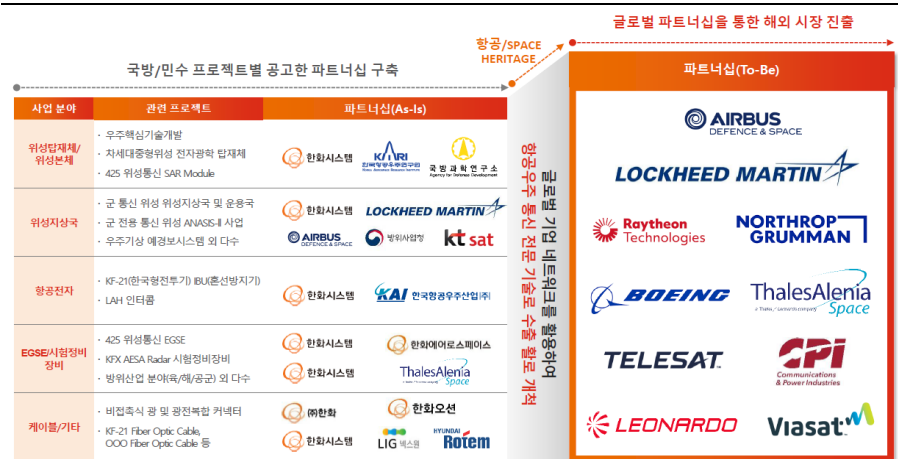 글로벌 파트너십을 통한 해외 시장 진출
항공/SPACE
HERITAGE
국방/민수 프로젝트별 공고한 파트너십 구축
사업 분야
관련 프로젝트
파트너십(As-Is)
위성탑재체/
위성본체
· 우주핵심기술개발
· 차세대중형위성 전자광학 탑재체
· 425 위성통신 SAR Module
한화시스템
KARI
한국항공우주연구원
국방과학연구소
Agency for Defense Development
위성지상국
· 군 통신 위성 위성지상국 및 운용국
· 군 전용 통신 위성 ANASIS-II 사업
· 우주기상 예경보시스템 외 다수
한화시스템
LOCKHEED MARTIN
AIRBUS
DEFENCE & SPACE
방위사업청
kt sat
항공전자
· KF-21(한국형전투기) IBU(혼선방지기)
· LAH 인터콤
한화시스템
KAI 한국항공우주산업(주)
EGSE/시험정비
장비
· 425 위성통신 EGSE
· KFX AESA Radar 시험정비장비
· 방위산업 분야(육/해/공군) 외 다수
한화시스템
한화에어로스페이스
한화시스템
ThalesAlenia
Space
케이블/기타
· 비접촉식 광 및 광전복합 커넥터
· KF-21 Fiber Optic Cable,
OOO Fiber Optic Cable 등
㈜한화
한화오션
한화시스템
LIG 넥스원
HYUNDAI
Rotem
글로벌 기업 네트워크를 활용하여
항공우주 통신 전문 기술로 수출 활로 개척
파트너십(To-Be)
AIRBUS
DEFENCE & SPACE
LOCKHEED MARTIN
Raytheon
Technologies
NORTHROP
GRUMMAN
BOEING
ThalesAlenia
a Thales / Leonardo company
Space
TELESAT
CPI
Communications
& Power Industries
LEONARDO
Viasat